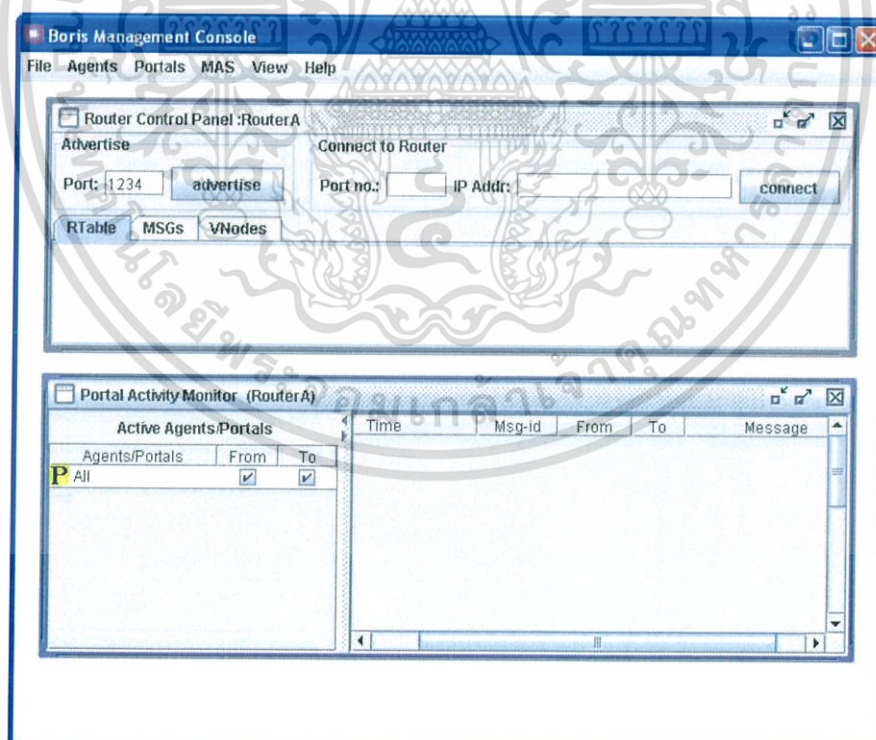 Boris Management Console
File Agents Portals MAS View Help
Router Control Panel :RouterA
Advertise
Connect to Router
Port: 1234 advertise
Port no.: IP Addr: connect
RTable MSGs VNodes
Portal Activity Monitor (RouterA)
Active Agents/Portals
Agents/Portals From To
P All
Time Msg-id From To Message